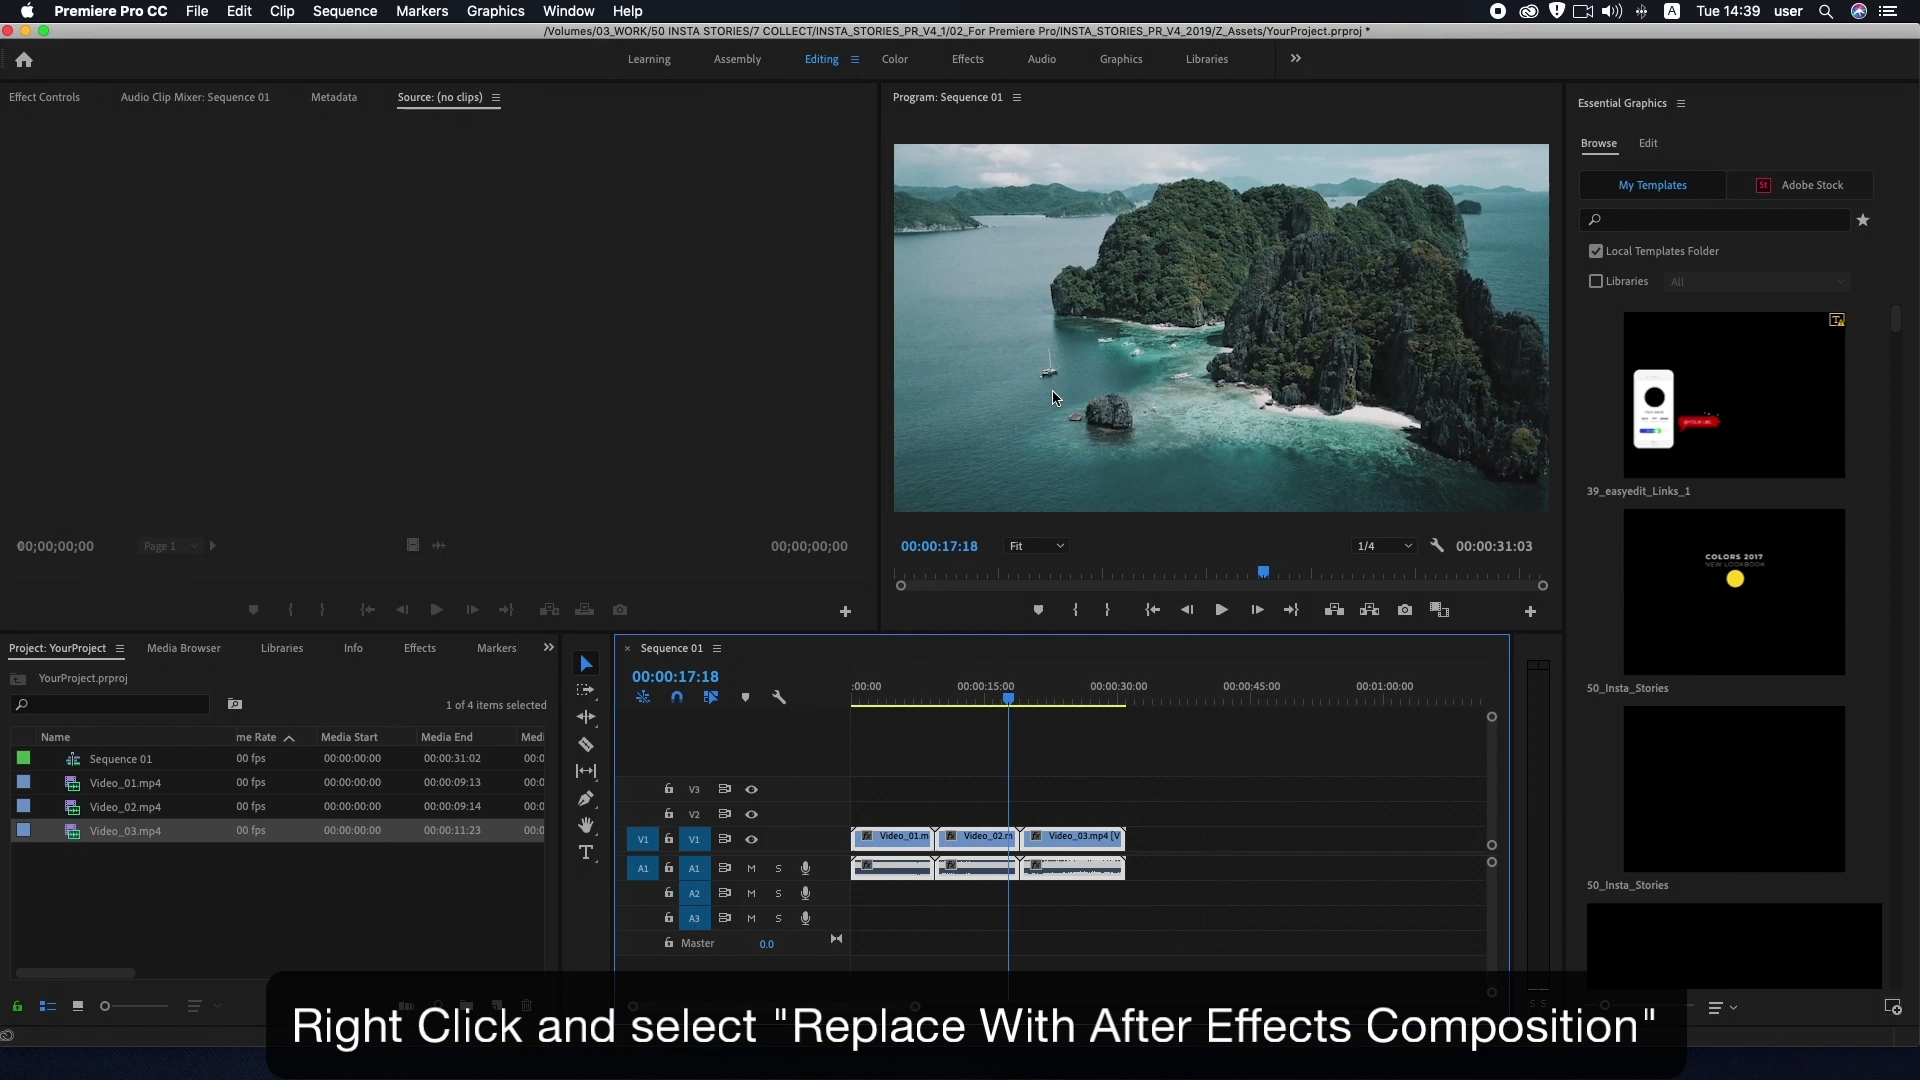 Premiere Pro CC File Edit Clip Sequence Markers Graphics Window Help A Tue 14:39 user
/Volumes/03_WORK/50 INSTA STORIES/7 COLLECT/INSTA_STORIES_PR_V4_1/02_For Premiere Pro/INSTA_STORIES_PR_V4_2019/Z_Assets/YourProject.prproj *
Learning Assembly Editing Color Effects Audio Graphics Libraries
Effect Controls Audio Clip Mixer: Sequence 01 Metadata Source: (no clips)
Program: Sequence 01
Essential Graphics
Browse Edit
My Templates St Adobe Stock
Local Templates Folder
Libraries All
39_easyedit_Links_1
COLORS 2017
NEW LOOKBOOK
50_Insta_Stories
50_Insta_Stories
00;00;00;00 Page 1 00;00;00;00
00:00:17:18 Fit 1/4 00:00:31:03
Project: YourProject Media Browser Libraries Info Effects Markers
YourProject.prproj
1 of 4 items selected
Name me Rate Media Start Media End Medi
Sequence 01 00 fps 00:00:00:00 00:00:31:02 00:0
Video_01.mp4 00 fps 00:00:00:00 00:00:09:13 00:0
Video_02.mp4 00 fps 00:00:00:00 00:00:09:14 00:0
Video_03.mp4 00 fps 00:00:00:00 00:00:11:23 00:0
× Sequence 01
00:00:17:18
:00:00 00:00:15:00 00:00:30:00 00:00:45:00 00:01:00:00
V3
V2
V1 V1 fx Video_01.m fx Video_02.m fx Video_03.mp4 [V
A1 A1 M S fx fx fx
A2 M S
A3 M S
Master 0.0
S S
Right Click and select "Replace With After Effects Composition"